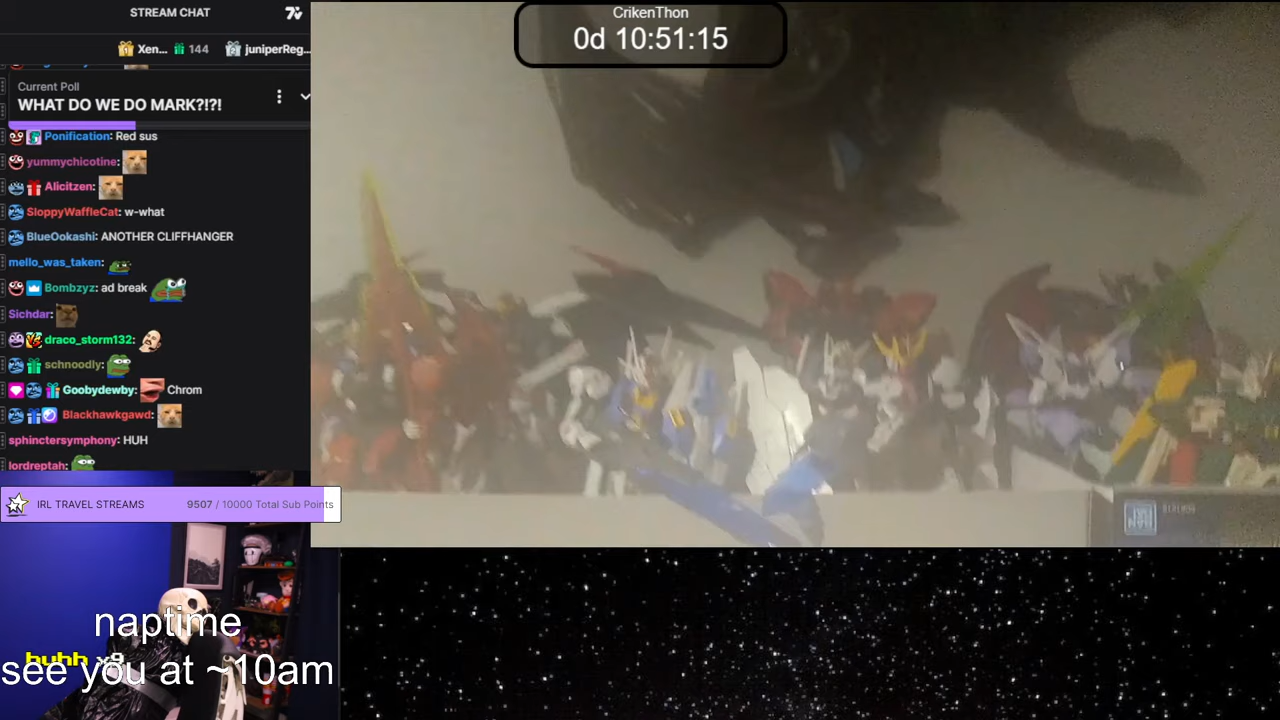 STREAM CHAT
Xen... 144 juniperReg...
Current Poll
WHAT DO WE DO MARK?!?!
Ponification: Red sus
yummychicotine:
Alicitzen:
SloppyWaffleCat: w-what
BlueOokashi: ANOTHER CLIFFHANGER
mello_was_taken:
Bombzyz: ad break
Sichdar:
draco_storm132:
schnoodly:
Goobydewby: Chrom
Blackhawkgawd:
sphinctersymphony: HUH
lordreptah:
IRL TRAVEL STREAMS 9507 / 10000 Total Sub Points
naptime
huhh x9
see you at ~10am
CrikenThon
0d 10:51:15